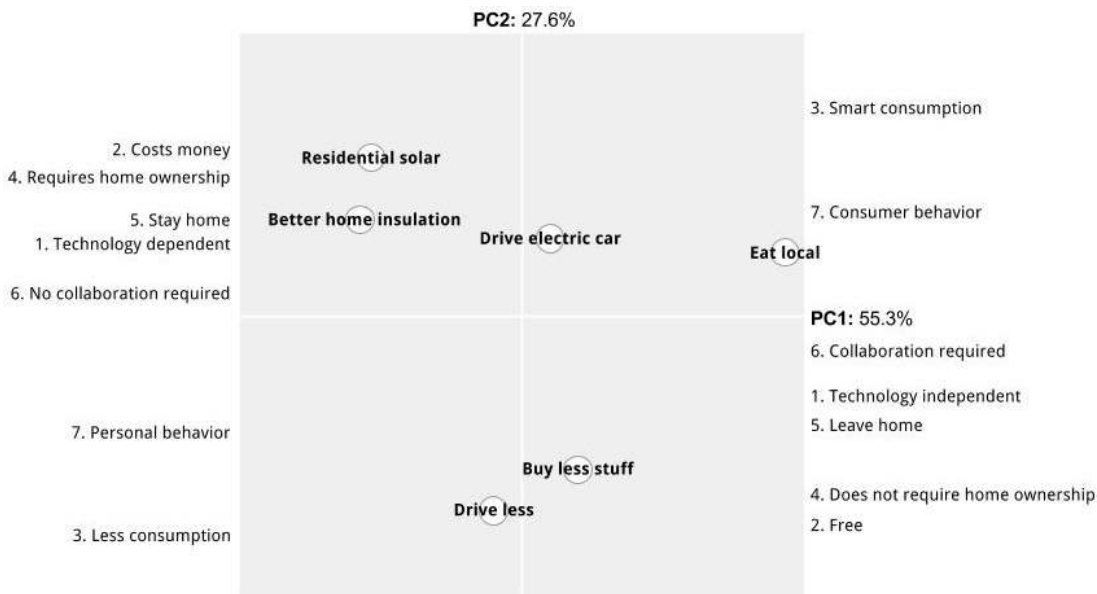 PC2: 27.6%
3. Smart consumption
2. Costs money
Residential solar
4. Requires home ownership
5. Stay home
Better home insulation
7. Consumer behavior
1. Technology dependent
Drive electric car
Eat local
6. No collaboration required
PC1: 55.3%
6. Collaboration required
1. Technology independent
5. Leave home
7. Personal behavior
Buy less stuff
4. Does not require home ownership
Drive less
2. Free
3. Less consumption